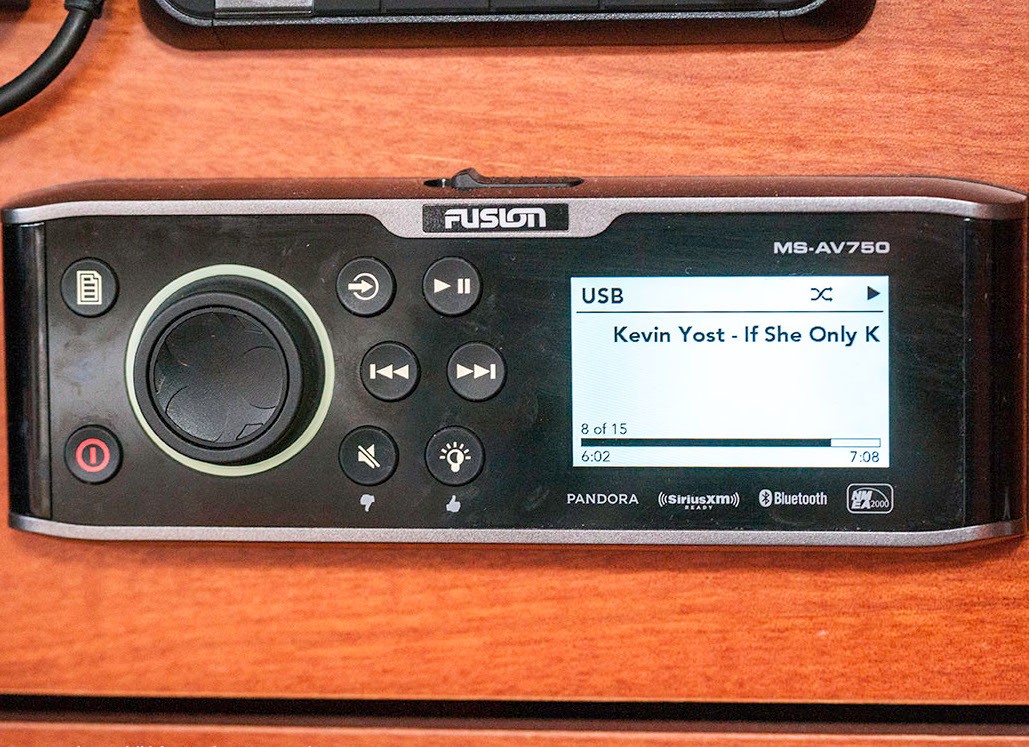 FUSION
MS-AV750
USB
Kevin Yost - If She Only K
8 of 15
6:02 7:08
PANDORA ((SiriusXM)) Bluetooth NMEA 2000
READY